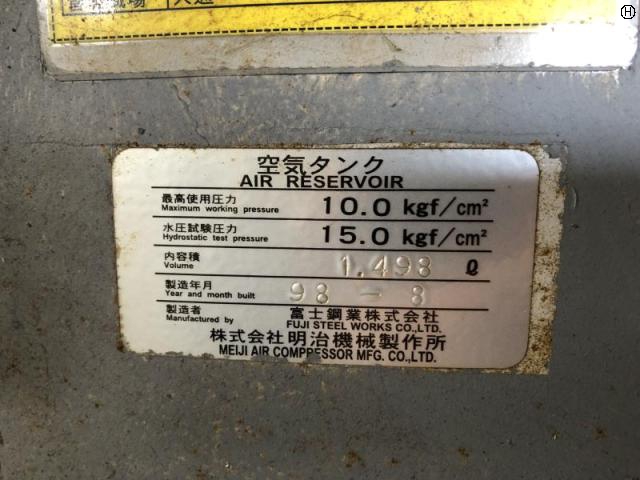 大通
Ⓗ
空気タンク
AIR RESERVOIR
最高使用圧力 10.0 kgf/cm²
Maximum working pressure
水圧試験圧力 15.0 kgf/cm²
Hydrostatic test pressure
内容積 1.498 ℓ
Volume
製造年月 98-8
Year and month built
製造者 富士鋼業株式会社
Manufactured by FUJI STEEL WORKS CO.,LTD.
株式会社明治機械製作所
MEIJI AIR COMPRESSOR MFG. CO.,LTD.